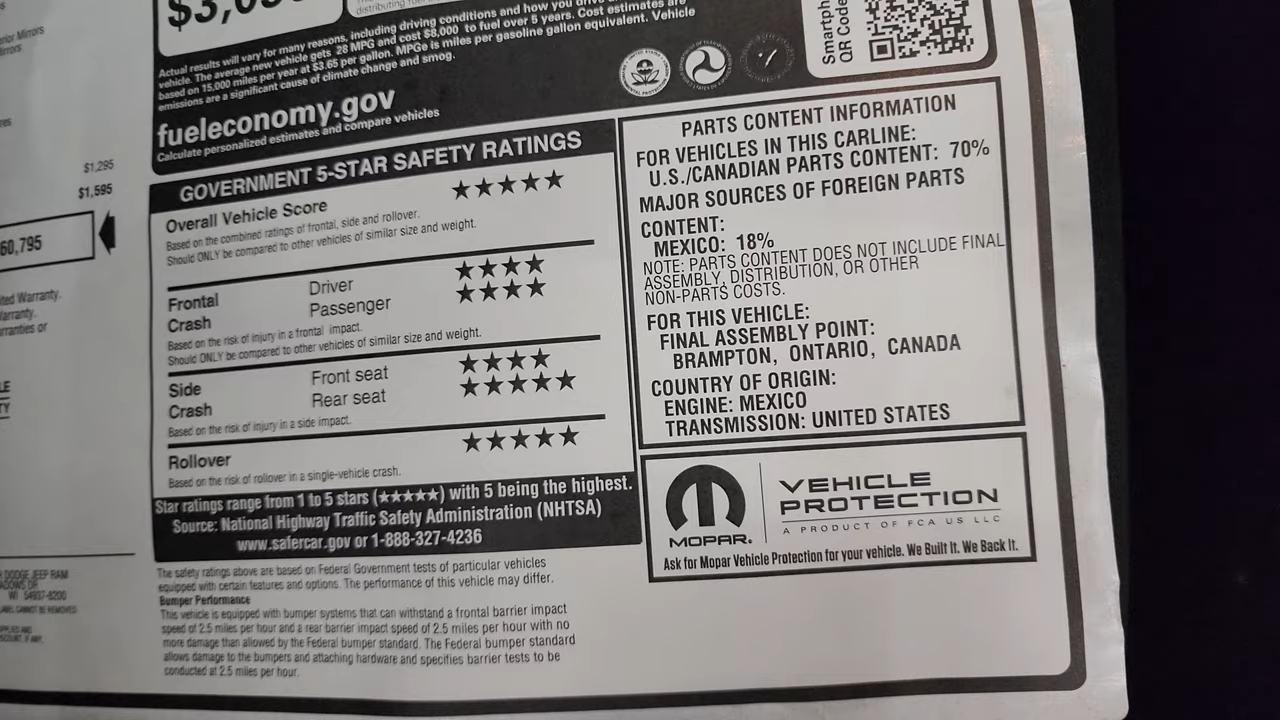 $3,0
distributing
Actual results will vary for many reasons, including driving conditions and how you drive
vehicle. The average new vehicle gets 28 MPG and cost $8,000 to fuel over 5 years. Cost estimates are
based on 15,000 miles per year at $3.65 per gallon. MPGe is miles per gasoline gallon equivalent. Vehicle
emissions are a significant cause of climate change and smog.
fueleconomy.gov
Calculate personalized estimates and compare vehicles
Smartph
QR Code
Mirrors
$1,295
$1,595
60,795
Warranty.
GOVERNMENT 5-STAR SAFETY RATINGS
Overall Vehicle Score ★★★★★
Based on the combined ratings of frontal, side and rollover.
Should ONLY be compared to other vehicles of similar size and weight.
Frontal Driver ★★★★
Crash Passenger ★★★★
Based on the risk of injury in a frontal impact.
Should ONLY be compared to other vehicles of similar size and weight.
Side Front seat ★★★★
Crash Rear seat ★★★★★
Based on the risk of injury in a side impact.
Rollover ★★★★★
Based on the risk of rollover in a single-vehicle crash.
Star ratings range from 1 to 5 stars (★★★★★) with 5 being the highest.
Source: National Highway Traffic Safety Administration (NHTSA)
www.safercar.gov or 1-888-327-4236
PARTS CONTENT INFORMATION
FOR VEHICLES IN THIS CARLINE:
U.S./CANADIAN PARTS CONTENT: 70%
MAJOR SOURCES OF FOREIGN PARTS
CONTENT:
MEXICO: 18%
NOTE: PARTS CONTENT DOES NOT INCLUDE FINAL
ASSEMBLY, DISTRIBUTION, OR OTHER
NON-PARTS COSTS.
FOR THIS VEHICLE:
FINAL ASSEMBLY POINT:
BRAMPTON, ONTARIO, CANADA
COUNTRY OF ORIGIN:
ENGINE: MEXICO
TRANSMISSION: UNITED STATES
MOPAR.
VEHICLE
PROTECTION
A PRODUCT OF FCA US LLC
Ask for Mopar Vehicle Protection for your vehicle. We Built It. We Back It.
DODGE JEEP RAM
WI 54937-8200
LABEL CANNOT BE REMOVED
The safety ratings above are based on Federal Government tests of particular vehicles
equipped with certain features and options. The performance of this vehicle may differ.
Bumper Performance
This vehicle is equipped with bumper systems that can withstand a frontal barrier impact
speed of 2.5 miles per hour and a rear barrier impact speed of 2.5 miles per hour with no
more damage than allowed by the Federal bumper standard. The Federal bumper standard
allows damage to the bumpers and attaching hardware and specifies barrier tests to be
conducted at 2.5 miles per hour.